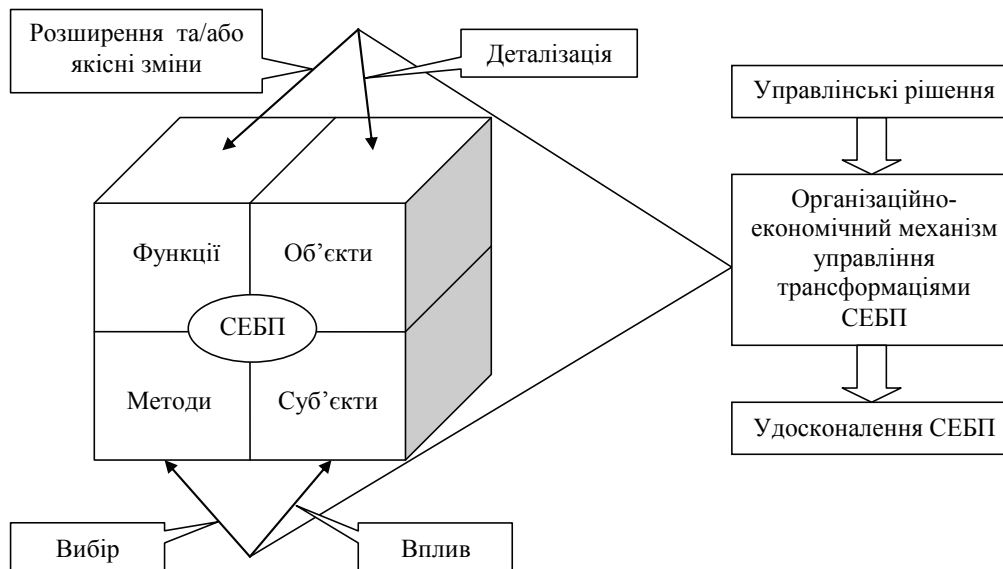 Розширення та/або
якісні зміни
Деталізація
Управлінські рішення
Організаційно-
економічний механізм
управління
трансформаціями
СЕБП
Удосконалення СЕБП
Функції
Об’єкти
СЕБП
Методи
Суб’єкти
Вибір
Вплив